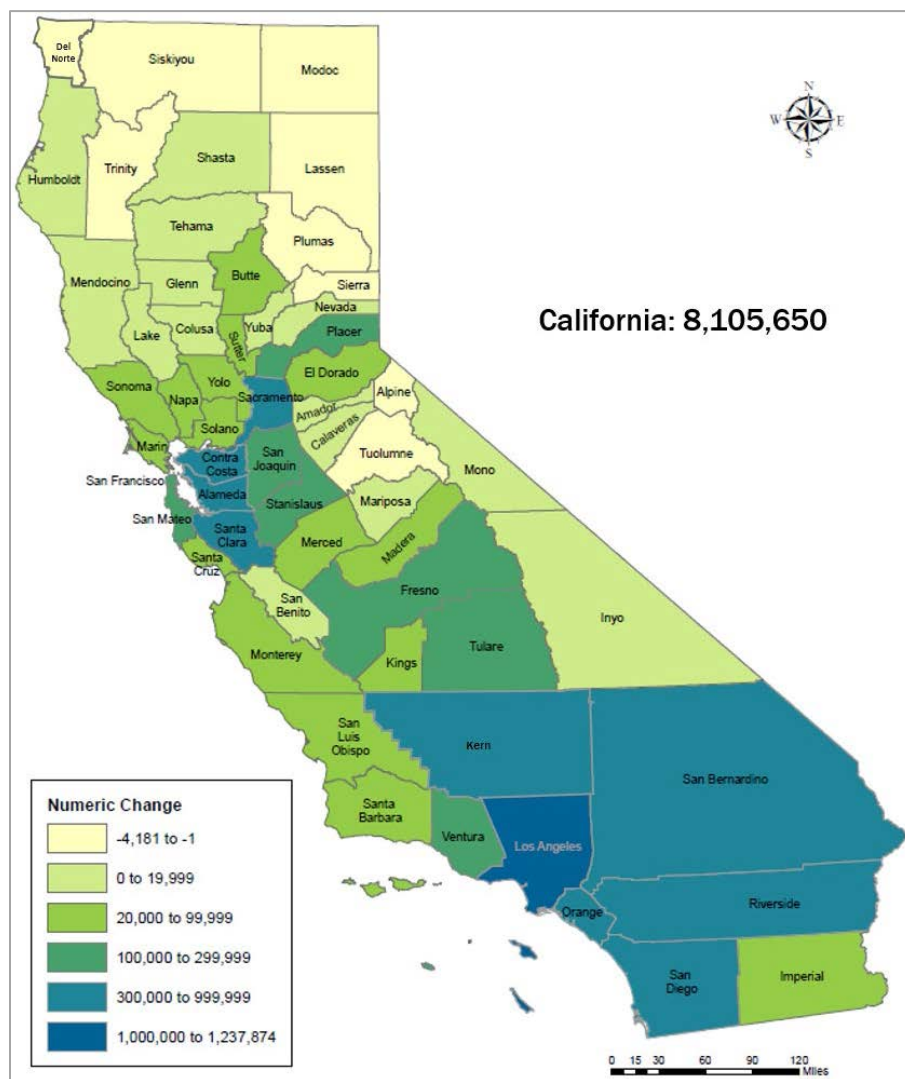 Del
Norte
Siskiyou
Modoc
N
W
E
S
Humboldt
Trinity
Shasta
Lassen
Tehama
Plumas
Mendocino
Glenn
Butte
Sierra
Nevada
Lake
Colusa
Sutter
Yuba
Placer
California: 8,105,650
Sonoma
Napa
Yolo
El Dorado
Sacramento
Alpine
Amador
Solano
Calaveras
Marin
Contra
Costa
San
Joaquin
Tuolumne
Mono
San Francisco
Alameda
Stanislaus
Mariposa
San Mateo
Santa
Clara
Merced
Madera
Santa
Cruz
San
Benito
Fresno
Inyo
Monterey
Kings
Tulare
San
Luis
Obispo
Kern
San Bernardino
Santa
Barbara
Ventura
Los Angeles
Orange
Riverside
San
Diego
Imperial
Numeric Change
-4,181 to -1
0 to 19,999
20,000 to 99,999
100,000 to 299,999
300,000 to 999,999
1,000,000 to 1,237,874
0 15 30 60 90 120
Miles